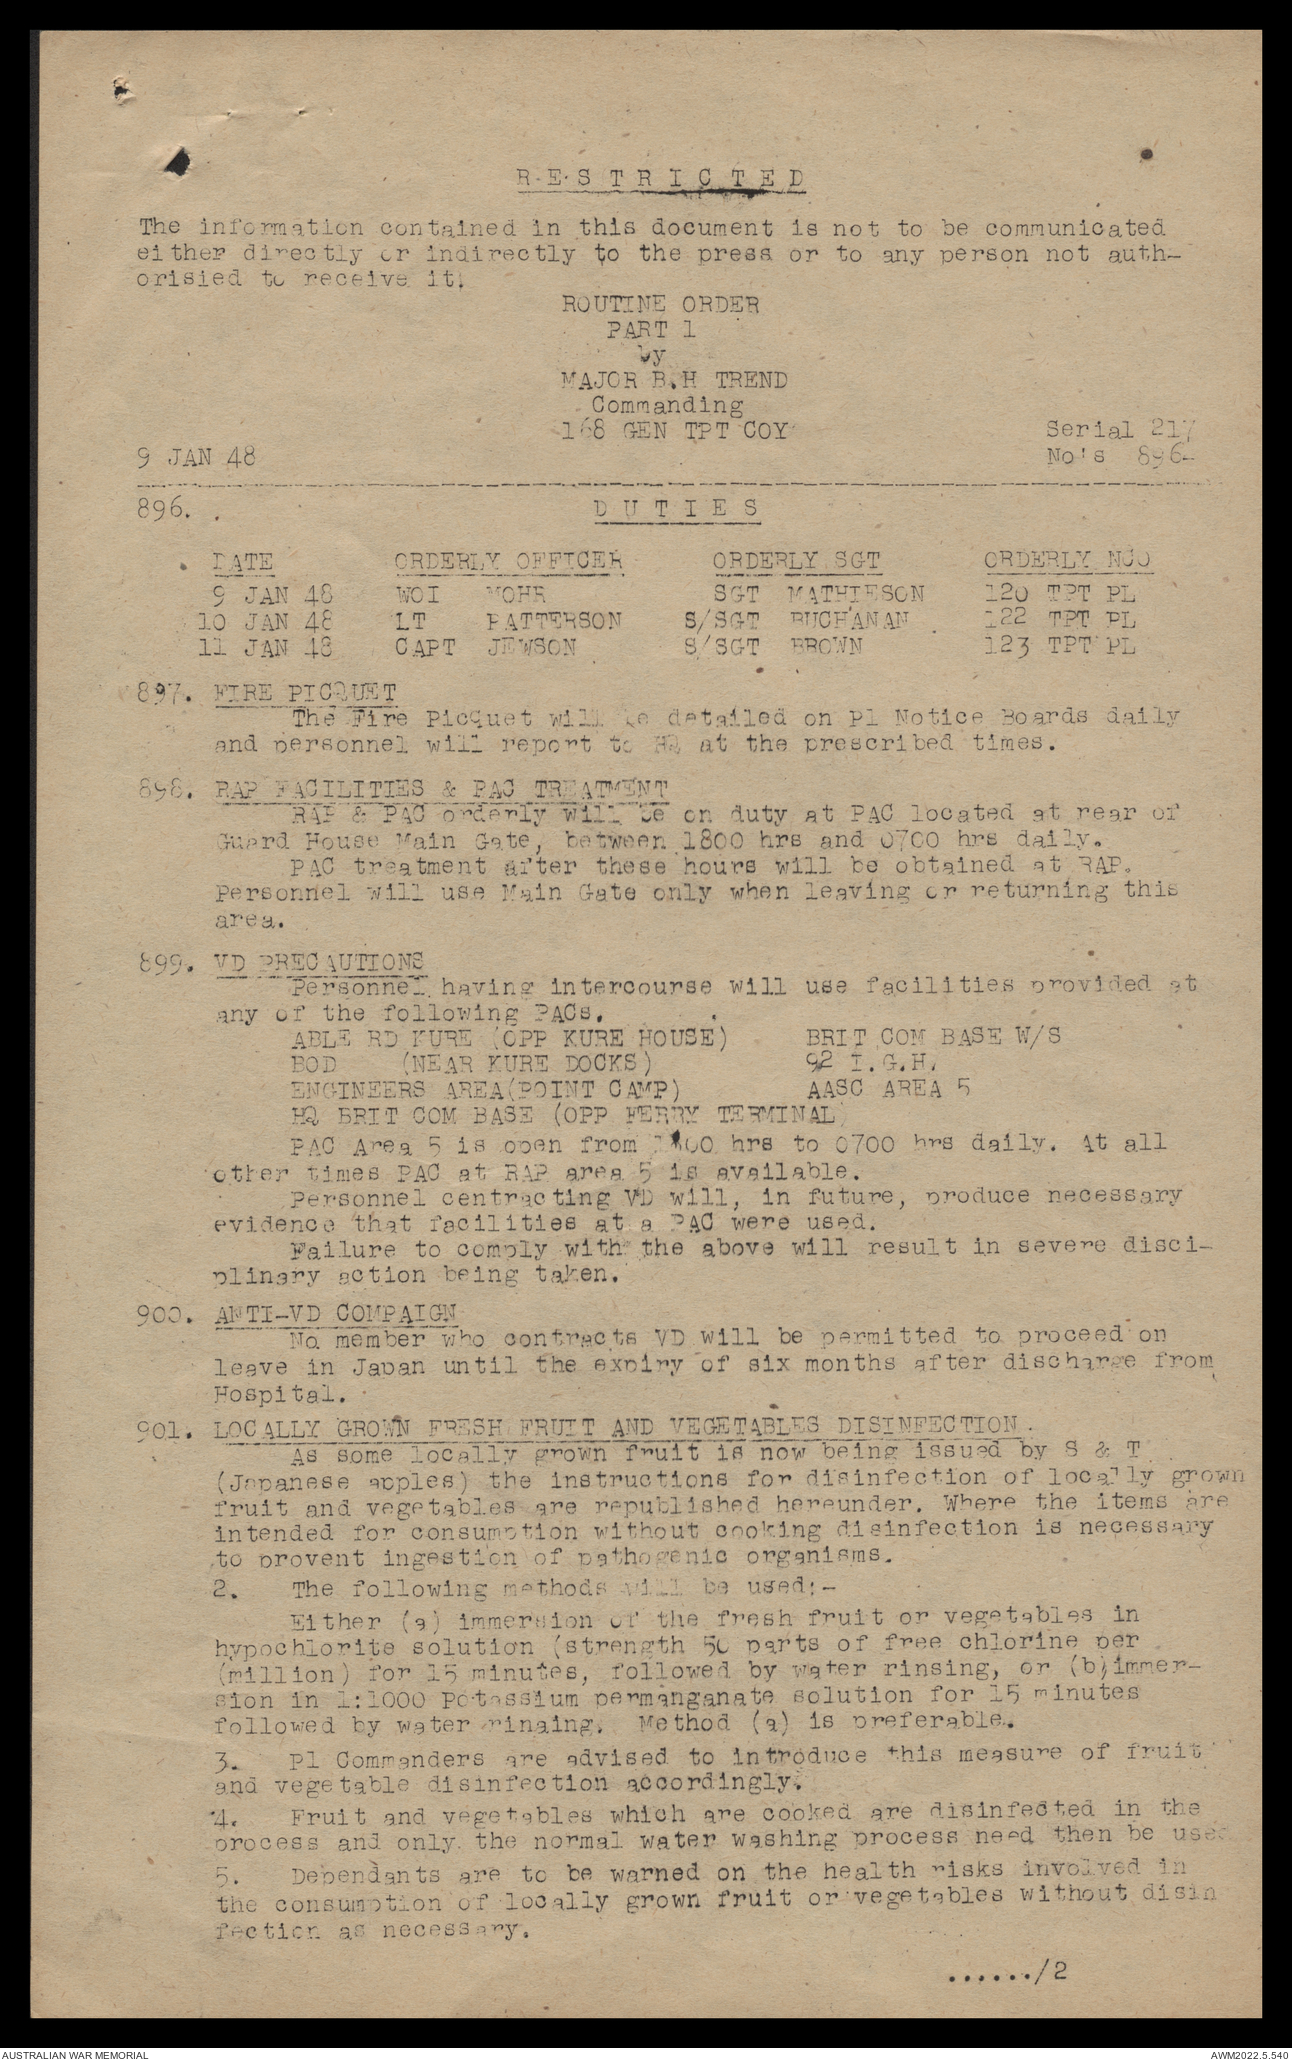 R E S T R I C T E D
The information contained in this document is not to be communicated
either directly or indirectly to the press or to any person not auth-
orisied to receive it.
ROUTINE ORDER
PART 1
by
MAJOR B.H TREND
Commanding
168 GEN TPT COY
Serial 217
9 JAN 48
No's 896-
896.
D U T I E S
DATE ORDERLY OFFICER ORDERLY SGT ORDERLY NCO
9 JAN 48 WOI MOHR SGT MATHIESON 120 TPT PL
10 JAN 48 LT PATTERSON S/SGT BUCHANAN 122 TPT PL
11 JAN 48 CAPT JEWSON S/SGT BROWN 123 TPT PL
897. FIRE PICQUET
The Fire Picquet will be detailed on Pl Notice Boards daily
and personnel will report to HQ at the prescribed times.
898. RAP FACILITIES & PAC TREATMENT
RAP & PAC orderly will be on duty at PAC located at rear of
Guard House Main Gate, between 1800 hrs and 0700 hrs daily.
PAC treatment after these hours will be obtained at RAP.
Personnel will use Main Gate only when leaving or returning this
area.
899. VD PRECAUTIONS
Personnel having intercourse will use facilities provided at
any of the following PACs.
ABLE RD KURE (OPP KURE HOUSE) BRIT COM BASE W/S
BOD (NEAR KURE DOCKS) 92 I.G.H.
ENGINEERS AREA(POINT CAMP) AASC AREA 5
HQ BRIT COM BASE (OPP FERRY TERMINAL)
PAC Area 5 is open from hrs to 0700 hrs daily. At all
other times PAC at RAP area 5 is available.
Personnel centracting VD will, in future, produce necessary
evidence that facilities at a PAC were used.
Failure to comply with the above will result in severe disci-
plinary action being taken.
900. ANTI-VD COMPAIGN
No member who contracts VD will be permitted to proceed on
leave in Japan until the expiry of six months after discharge from
Hospital.
901. LOCALLY GROWN FRESH FRUIT AND VEGETABLES DISINFECTION.
As some locally grown fruit is now being issued by S & T
(Japanese apples) the instructions for disinfection of locally grown
fruit and vegetables are republished hereunder. Where the items are
intended for consumption without cooking disinfection is necessary
to provent ingestion of pathogenic organisms.
2. The following methods will be used:-
Either (a) immersion of the fresh fruit or vegetables in
hypochlorite solution (strength 50 parts of free chlorine per
(million) for 15 minutes, followed by water rinsing, or (b)immer-
sion in 1:1000 Potassium permanganate solution for 15 minutes
followed by water rinaing. Method (a) is preferable.
3. Pl Commanders are advised to introduce this measure of fruit
and vegetable disinfection accordingly.
4. Fruit and vegetables which are cooked are disinfected in the
process and only the normal water washing process need then be used
5. Dependants are to be warned on the health risks involved in
the consumption of locally grown fruit or vegetables without disin
fection as necessary.
....../2
AUSTRALIAN WAR MEMORIAL
AWM2022.5.540